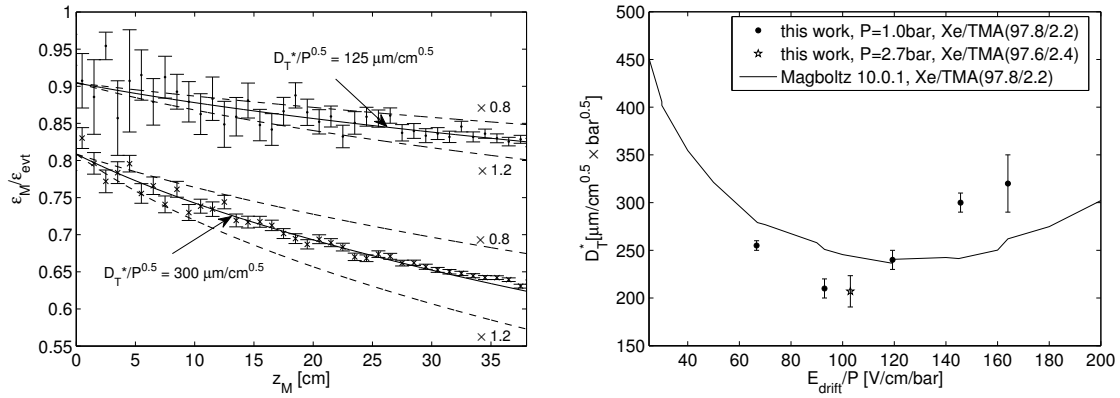 1
0.95
0.9
0.85
0.8
0.75
0.7
0.65
0.6
0.55
ε_M/ε_evt
D_T^*/P^0.5 = 125 μm/cm^0.5
× 0.8
× 1.2
× 0.8
D_T^*/P^0.5 = 300 μm/cm^0.5
× 1.2
0 5 10 15 20 25 30 35
z_M [cm]
500
450
400
350
300
250
200
150
D_T^*[μm/cm^0.5 × bar^0.5]
this work, P=1.0bar, Xe/TMA(97.8/2.2)
this work, P=2.7bar, Xe/TMA(97.6/2.4)
Magboltz 10.0.1, Xe/TMA(97.8/2.2)
40 60 80 100 120 140 160 180 200
E_drift/P [V/cm/bar]